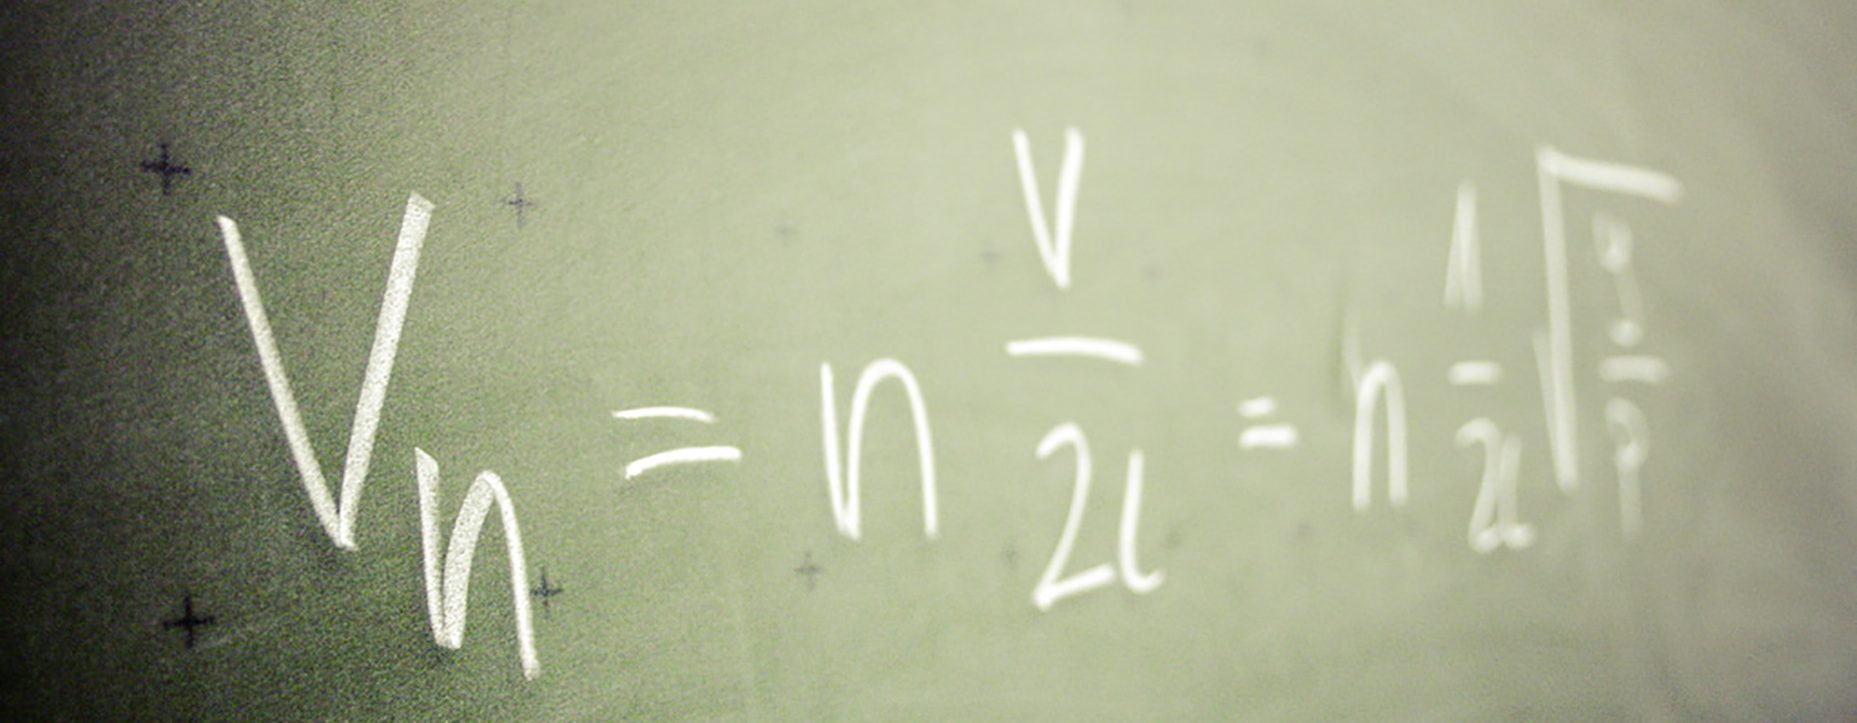 Vn = n v/2l = n 1/2l √